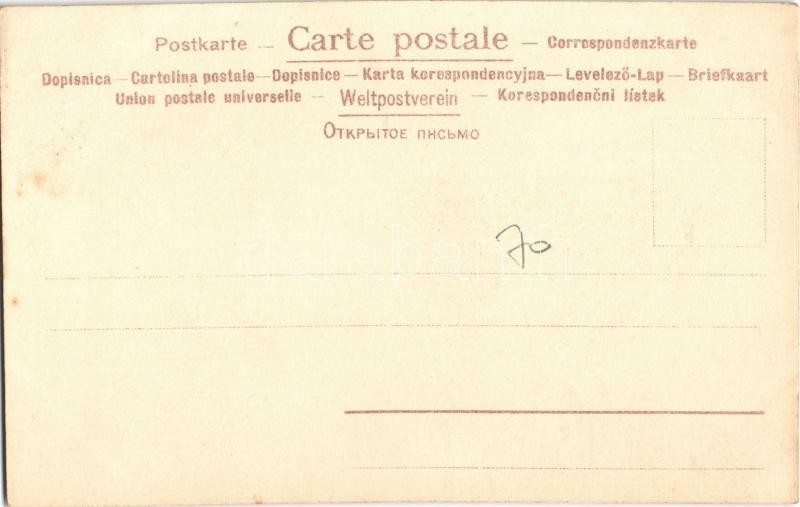 Postkarte — Carte postale — Correspondenzkarte
Dopisnica — Cartolina postale — Dopisnice — Karta korespondencyjna — Levelező-Lap — Briefkaart
Union postale universelle — Weltpostverein — Korespondenční lístek
Открытое письмо
70
darabanth